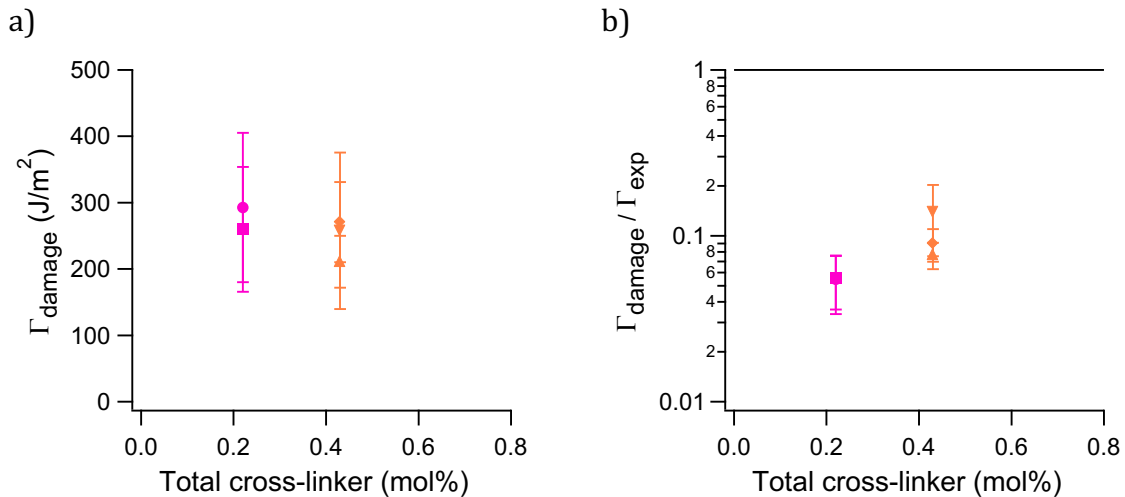 a)
500
400
300
200
100
0
Γdamage (J/m²)
0.0 0.2 0.4 0.6 0.8
Total cross-linker (mol%)
b)
1
8
6
4
2
0.1
8
6
4
2
0.01
Γdamage / Γexp
0.0 0.2 0.4 0.6 0.8
Total cross-linker (mol%)